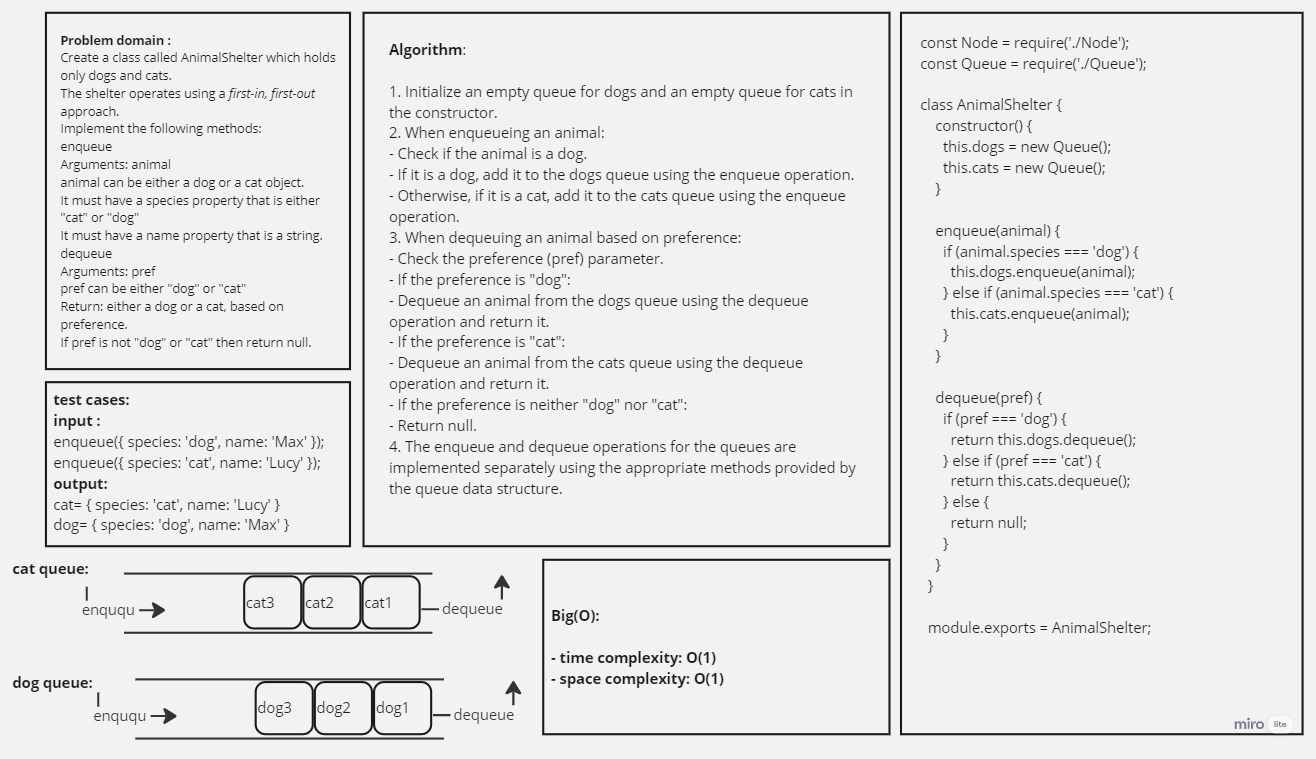 Problem domain :
Create a class called AnimalShelter which holds
only dogs and cats.
The shelter operates using a first-in, first-out
approach.
Implement the following methods:
enqueue
Arguments: animal
animal can be either a dog or a cat object.
It must have a species property that is either
"cat" or "dog"
It must have a name property that is a string.
dequeue
Arguments: pref
pref can be either "dog" or "cat"
Return: either a dog or a cat, based on
preference.
If pref is not "dog" or "cat" then return null.
test cases:
input :
enqueue({ species: 'dog', name: 'Max' });
enqueue({ species: 'cat', name: 'Lucy' });
output:
cat= { species: 'cat', name: 'Lucy' }
dog= { species: 'dog', name: 'Max' }
Algorithm:
1. Initialize an empty queue for dogs and an empty queue for cats in
the constructor.
2. When enqueueing an animal:
- Check if the animal is a dog.
- If it is a dog, add it to the dogs queue using the enqueue operation.
- Otherwise, if it is a cat, add it to the cats queue using the enqueue
operation.
3. When dequeuing an animal based on preference:
- Check the preference (pref) parameter.
- If the preference is "dog":
- Dequeue an animal from the dogs queue using the dequeue
operation and return it.
- If the preference is "cat":
- Dequeue an animal from the cats queue using the dequeue
operation and return it.
- If the preference is neither "dog" nor "cat":
- Return null.
4. The enqueue and dequeue operations for the queues are
implemented separately using the appropriate methods provided by
the queue data structure.
const Node = require('./Node');
const Queue = require('./Queue');
class AnimalShelter {
constructor() {
this.dogs = new Queue();
this.cats = new Queue();
}
enqueue(animal) {
if (animal.species === 'dog') {
this.dogs.enqueue(animal);
} else if (animal.species === 'cat') {
this.cats.enqueue(animal);
}
}
dequeue(pref) {
if (pref === 'dog') {
return this.dogs.dequeue();
} else if (pref === 'cat') {
return this.cats.dequeue();
} else {
return null;
}
}
}
module.exports = AnimalShelter;
cat queue:
enququ
cat3 cat2 cat1
dequeue
dog queue:
enququ
dog3 dog2 dog1
dequeue
Big(O):
- time complexity: O(1)
- space complexity: O(1)
miro lite